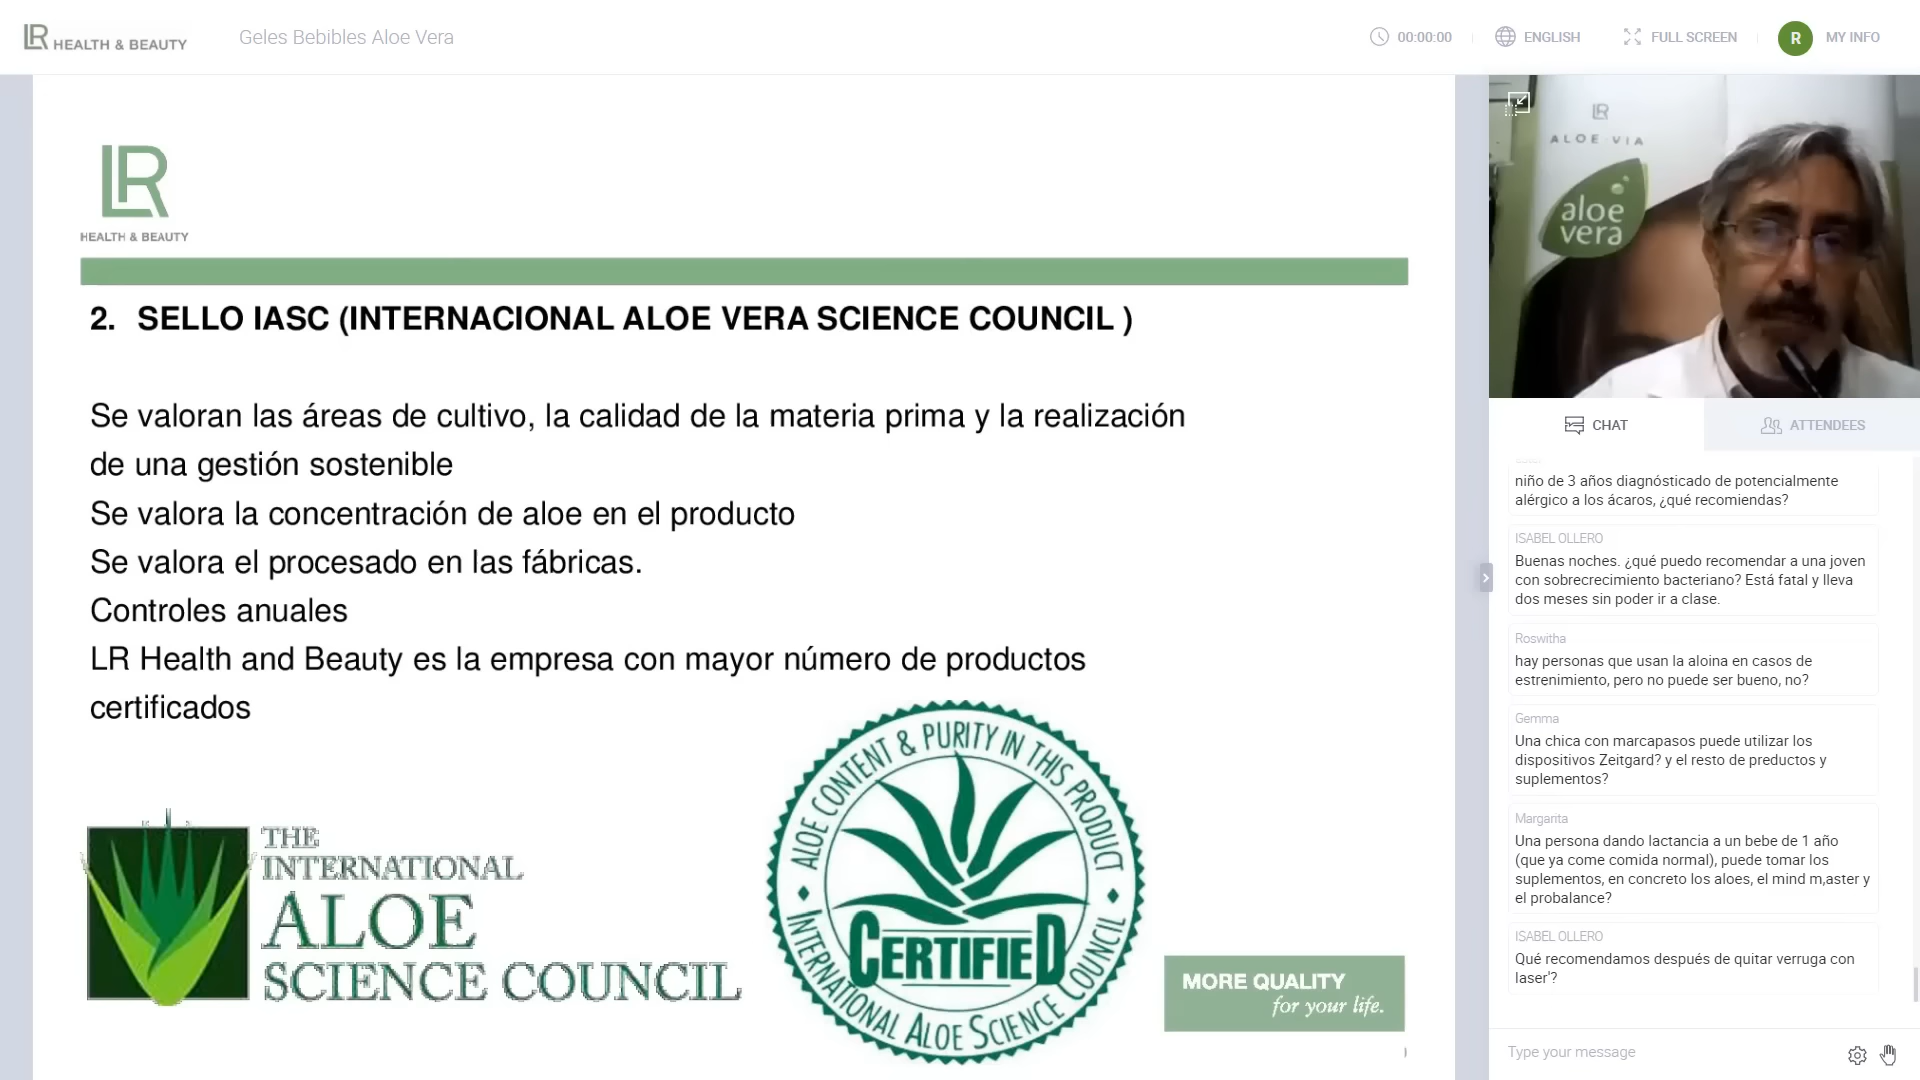 LR HEALTH & BEAUTY
Geles Bebibles Aloe Vera
00:00:00
ENGLISH
FULL SCREEN
R
MY INFO
LR
HEALTH & BEAUTY
2. SELLO IASC (INTERNACIONAL ALOE VERA SCIENCE COUNCIL )
Se valoran las áreas de cultivo, la calidad de la materia prima y la realización
de una gestión sostenible
Se valora la concentración de aloe en el producto
Se valora el procesado en las fábricas.
Controles anuales
LR Health and Beauty es la empresa con mayor número de productos
certificados
THE
INTERNATIONAL
ALOE
SCIENCE COUNCIL
ALOE CONTENT & PURITY IN THIS PRODUCT
CERTIFIED
INTERNATIONAL ALOE SCIENCE COUNCIL
MORE QUALITY
for your life.
LR
ALOE VIA
aloe
vera
CHAT
ATTENDEES
niño de 3 años diagnósticado de potencialmente
alérgico a los ácaros, ¿qué recomiendas?
ISABEL OLLERO
Buenas noches. ¿qué puedo recomendar a una joven
con sobrecrecimiento bacteriano? Está fatal y lleva
dos meses sin poder ir a clase.
Roswitha
hay personas que usan la aloina en casos de
estrenimiento, pero no puede ser bueno, no?
Gemma
Una chica con marcapasos puede utilizar los
dispositivos Zeitgard? y el resto de preductos y
suplementos?
Margarita
Una persona dando lactancia a un bebe de 1 año
(que ya come comida normal), puede tomar los
suplementos, en concreto los aloes, el mind m,aster y
el probalance?
ISABEL OLLERO
Qué recomendamos después de quitar verruga con
laser'?
Type your message